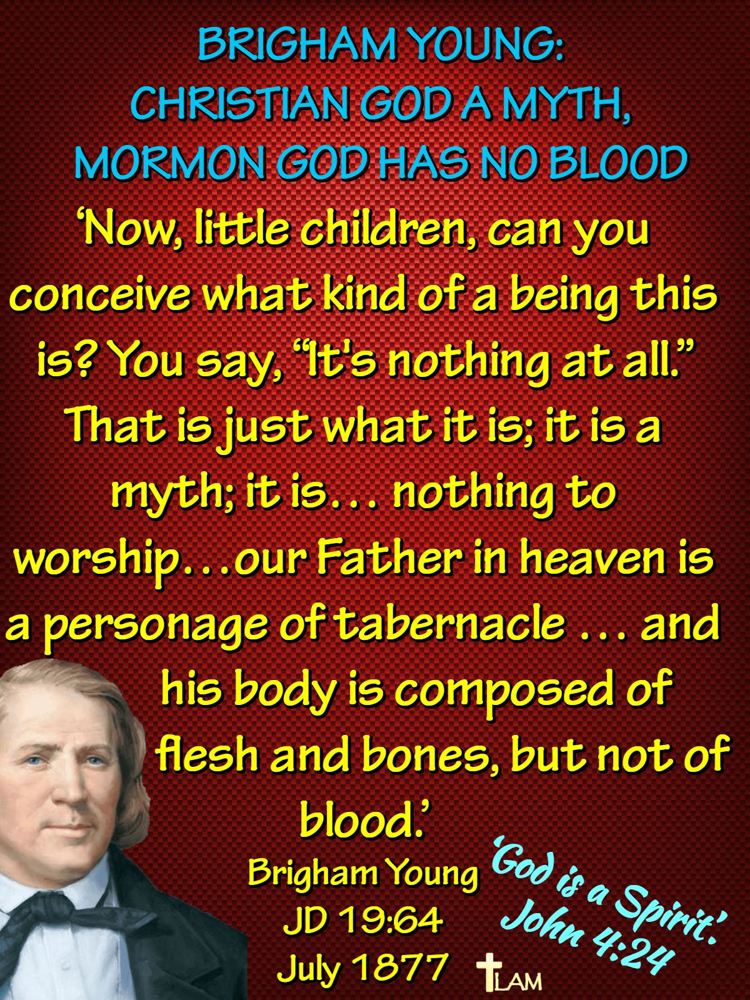 BRIGHAM YOUNG:
CHRISTIAN GOD A MYTH,
MORMON GOD HAS NO BLOOD
‘Now, little children, can you
conceive what kind of a being this
is? You say, “It's nothing at all.”
That is just what it is; it is a
myth; it is… nothing to
worship…our Father in heaven is
a personage of tabernacle … and
his body is composed of
flesh and bones, but not of
blood.’
Brigham Young
JD 19:64
July 1877
‘God is a Spirit’.
John 4:24
LAM